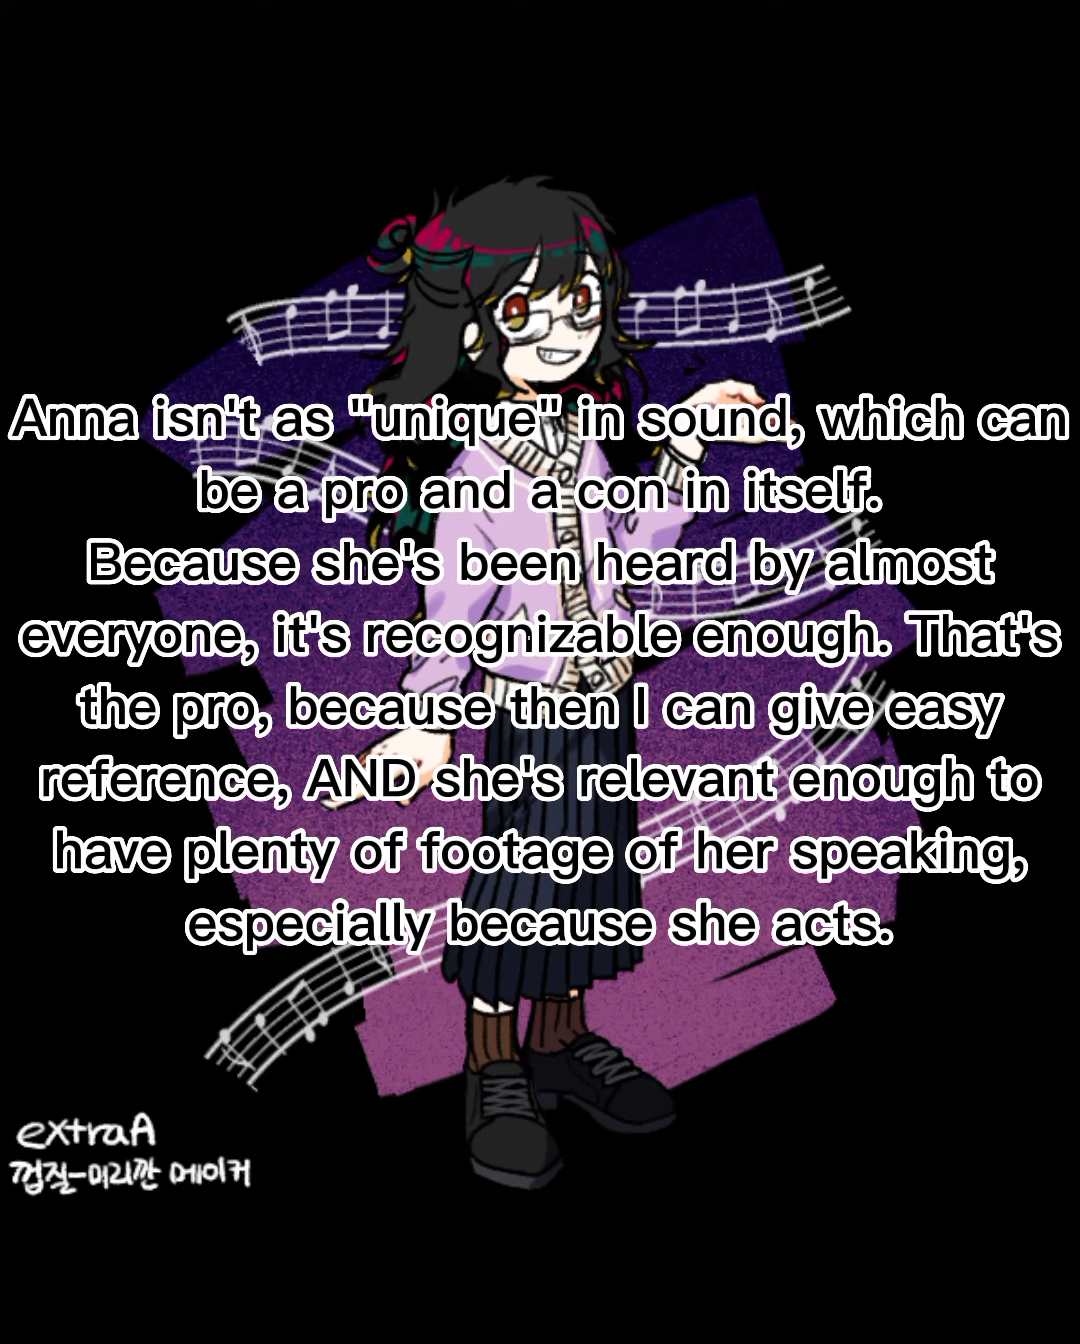 Anna isn't as "unique" in sound, which can
be a pro and a con in itself.
Because she's been heard by almost
everyone, it's recognizable enough. That's
the pro, because then I can give easy
reference, AND she's relevant enough to
have plenty of footage of her speaking,
especially because she acts.
extraA
껍질-머리깐 메이커